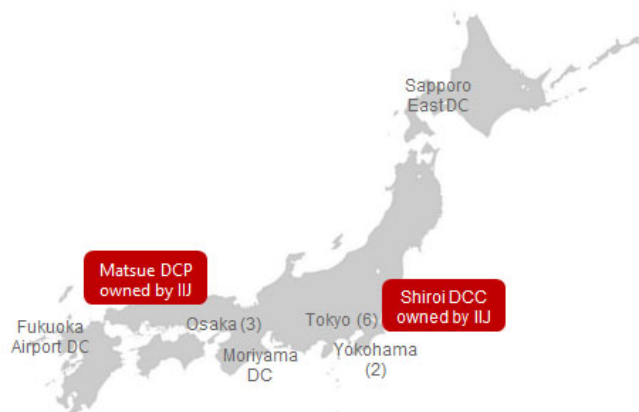 Sapporo
East DC
Matsue DCP
owned by IIJ
Shiroi DCC
owned by IIJ
Fukuoka
Airport DC
Osaka (3)
Tokyo (6)
Moriyama
DC
Yokohama
(2)